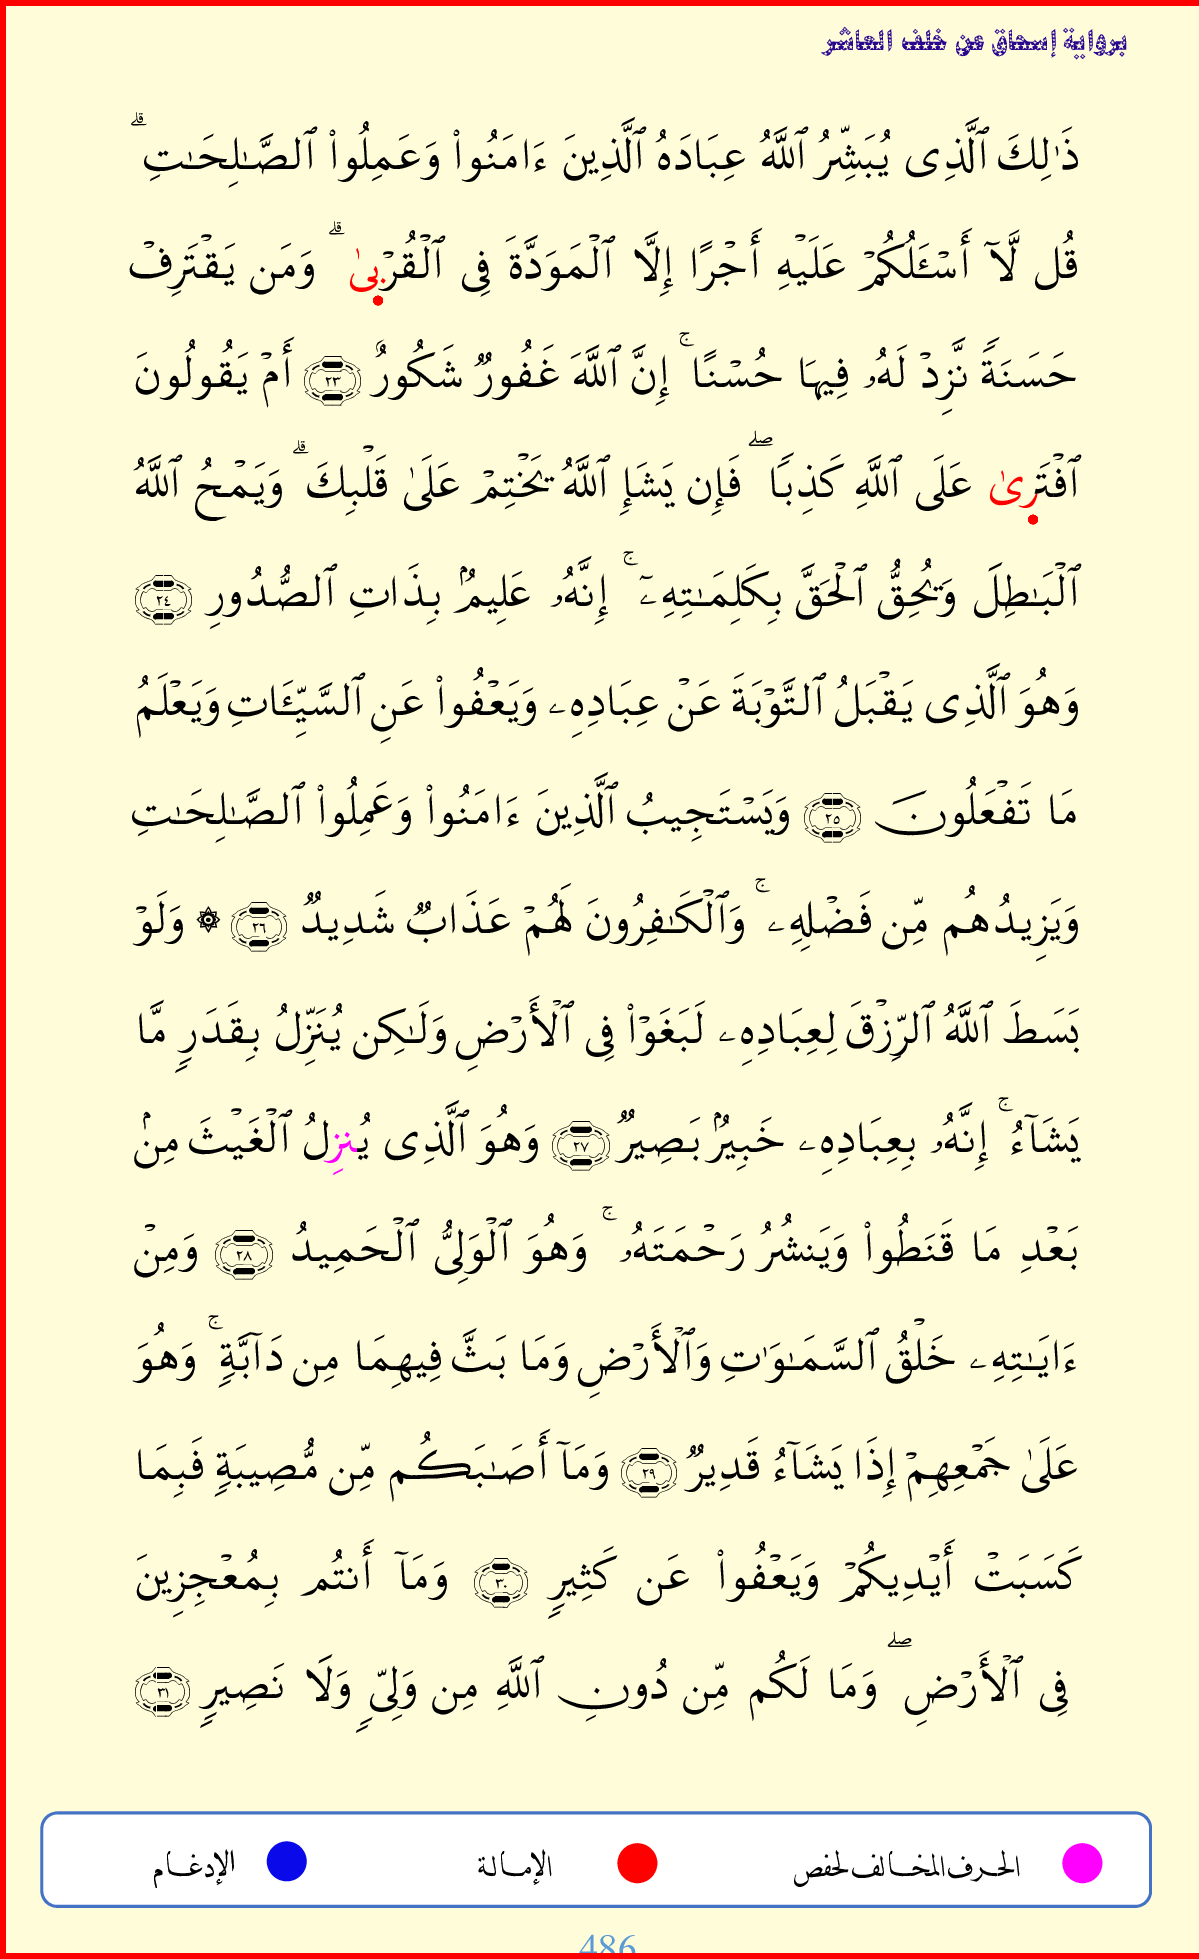 برواية إسحاق عن خلف العاشر
ذَٰلِكَ ٱلَّذِى يُبَشِّرُ ٱللَّهُ عِبَادَهُ ٱلَّذِينَ ءَامَنُوا۟ وَعَمِلُوا۟ ٱلصَّـٰلِحَـٰتِ ۗ
قُل لَّآ أَسْـَٔلُكُمْ عَلَيْهِ أَجْرًا إِلَّا ٱلْمَوَدَّةَ فِى ٱلْقُرْبىٰ ۗ وَمَن يَقْتَرِفْ
حَسَنَةً نَّزِدْ لَهُۥ فِيهَا حُسْنًا ۚ إِنَّ ٱللَّهَ غَفُورٌ شَكُورٌ ٢٣ أَمْ يَقُولُونَ
ٱفْتَرىٰ عَلَى ٱللَّهِ كَذِبًا ۖ فَإِن يَشَإِ ٱللَّهُ يَخْتِمْ عَلَىٰ قَلْبِكَ ۗ وَيَمْحُ ٱللَّهُ
ٱلْبَـٰطِلَ وَيُحِقُّ ٱلْحَقَّ بِكَلِمَـٰتِهِۦٓ ۚ إِنَّهُۥ عَلِيمٌۢ بِذَاتِ ٱلصُّدُورِ ٢٤
وَهُوَ ٱلَّذِى يَقْبَلُ ٱلتَّوْبَةَ عَنْ عِبَادِهِۦ وَيَعْفُوا۟ عَنِ ٱلسَّيِّـَٔاتِ وَيَعْلَمُ
مَا تَفْعَلُونَ ٢٥ وَيَسْتَجِيبُ ٱلَّذِينَ ءَامَنُوا۟ وَعَمِلُوا۟ ٱلصَّـٰلِحَـٰتِ
وَيَزِيدُهُم مِّن فَضْلِهِۦ ۚ وَٱلْكَـٰفِرُونَ لَهُمْ عَذَابٌ شَدِيدٌ ٢٦ ۞ وَلَوْ
بَسَطَ ٱللَّهُ ٱلرِّزْقَ لِعِبَادِهِۦ لَبَغَوْا۟ فِى ٱلْأَرْضِ وَلَـٰكِن يُنَزِّلُ بِقَدَرٍ مَّا
يَشَآءُ ۚ إِنَّهُۥ بِعِبَادِهِۦ خَبِيرٌۢ بَصِيرٌ ٢٧ وَهُوَ ٱلَّذِى يُنزِلُ ٱلْغَيْثَ مِنۢ
بَعْدِ مَا قَنَطُوا۟ وَيَنشُرُ رَحْمَتَهُۥ ۚ وَهُوَ ٱلْوَلِىُّ ٱلْحَمِيدُ ٢٨ وَمِنْ
ءَايَـٰتِهِۦ خَلْقُ ٱلسَّمَـٰوَٰتِ وَٱلْأَرْضِ وَمَا بَثَّ فِيهِمَا مِن دَآبَّةٍ ۚ وَهُوَ
عَلَىٰ جَمْعِهِمْ إِذَا يَشَآءُ قَدِيرٌ ٢٩ وَمَآ أَصَـٰبَكُم مِّن مُّصِيبَةٍ فَبِمَا
كَسَبَتْ أَيْدِيكُمْ وَيَعْفُوا۟ عَن كَثِيرٍ ٣٠ وَمَآ أَنتُم بِمُعْجِزِينَ
فِى ٱلْأَرْضِ ۖ وَمَا لَكُم مِّن دُونِ ٱللَّهِ مِن وَلِىٍّ وَلَا نَصِيرٍ ٣١
الحرف المخالف لحفص الإمالة الإدغام
486